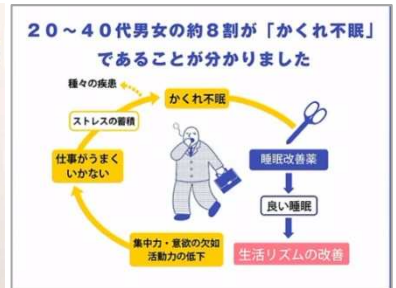 20~40代男女の約8割が「かくれ不眠」
であることが分かりました
種々の疾患
かくれ不眠
ストレスの蓄積
仕事がうまく
いかない
睡眠改善薬
良い睡眠
集中力・意欲の欠如
活動力の低下
生活リズムの改善